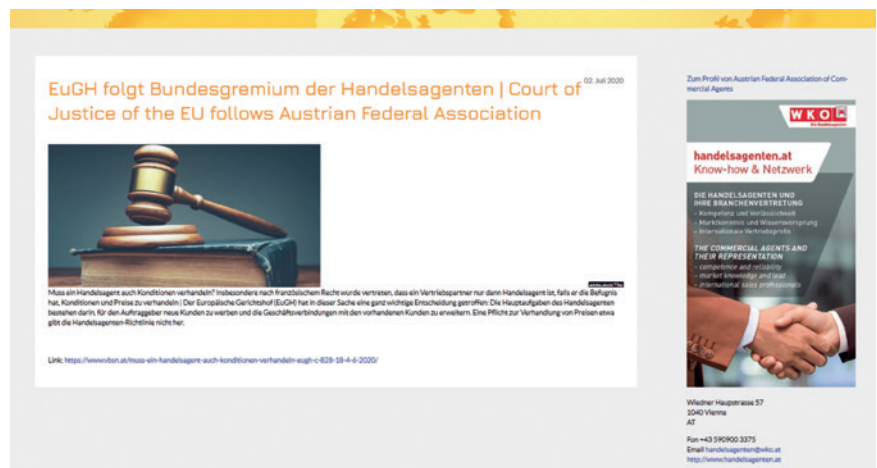 02. Juli 2020
EuGH folgt Bundesgremium der Handelsagenten | Court of
Justice of the EU follows Austrian Federal Association
Muss ein Handelsagent auch Konditionen verhandeln? Insbesondere nach französischem Recht wurde vertreten, dass ein Vertriebspartner nur dann Handelsagent ist, falls er die Befugnis
hat, Konditionen und Preise zu verhandeln | Der Europäische Gerichtshof (EuGH) hat in dieser Sache eine ganz wichtige Entscheidung getroffen: Die Hauptaufgaben des Handelsagenten
bestehen darin, für den Auftraggeber neue Kunden zu werben und die Geschäftsverbindungen mit den vorhandenen Kunden zu erweitern. Eine Pflicht zur Verhandlung von Preisen etwa
gibt die Handelsagenten-Richtlinie nicht her.
Link: https://www.vbsn.at/muss-ein-handelsagent-auch-konditionen-verhandeln-eugh-c-828-18-4-6-2020/
Zum Profil von Austrian Federal Association of Com-
mercial Agents
WKO
Die Handelsagenten
handelsagenten.at
Know-how & Netzwerk
DIE HANDELSAGENTEN UND
IHRE BRANCHENVERTRETUNG
– Kompetenz und Verlässlichkeit
– Marktkenntnis und Wissensvorsprung
– Internationale Vertriebsprofis
THE COMMERCIAL AGENTS AND
THEIR REPRESENTATION
– competence and reliability
– market knowledge and lead
– international sales professionals
Wiedner Haupstrasse 57
1040 Vienna
AT
Fon +43 590900 3375
Email handelsagenten@wko.at
http://www.handelsagenten.at